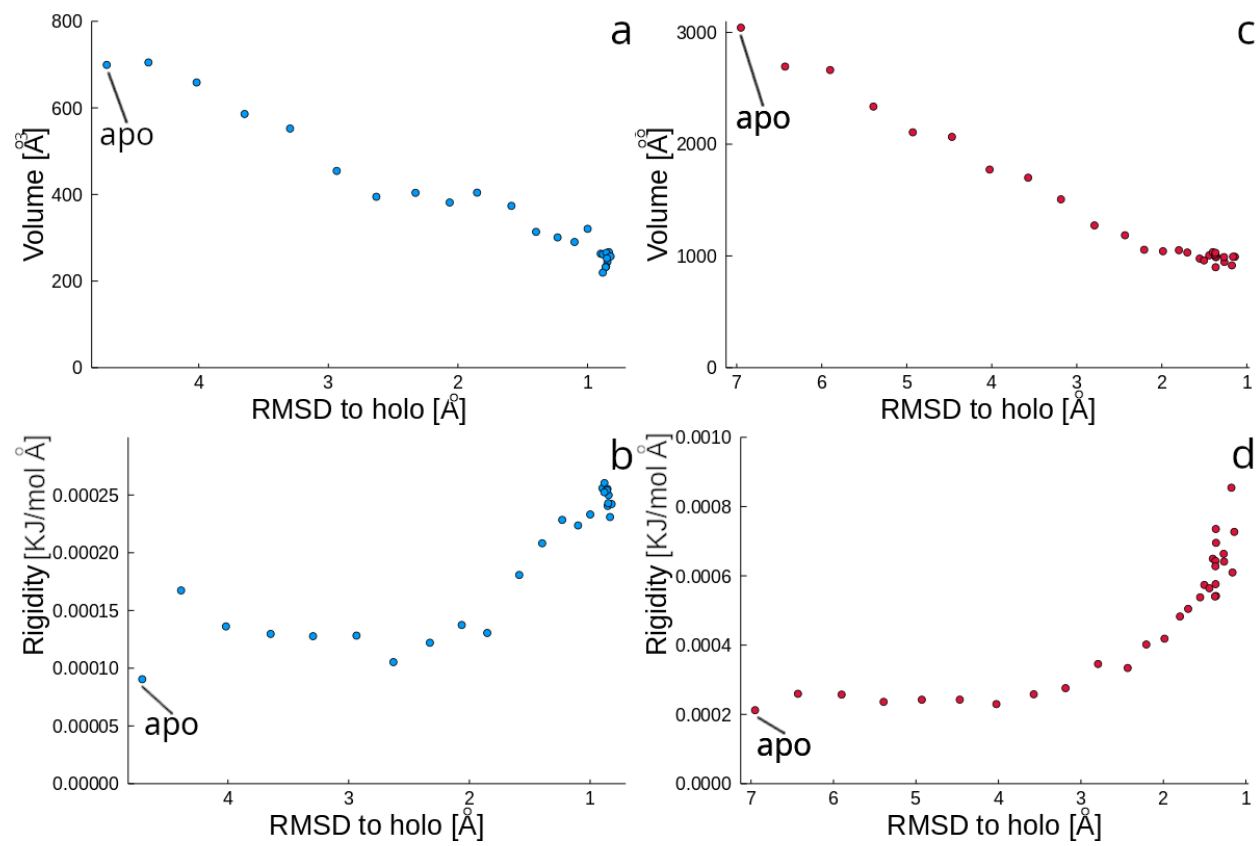 800
600
400
200
0
a
apo
Volume [Å3]
4
3
2
1
RMSD to holo [Å]
3000
2000
1000
0
c
apo
Volume [Å]
7
6
5
4
3
2
1
RMSD to holo [Å]
0.00025
0.00020
0.00015
0.00010
0.00005
0.00000
b
apo
Rigidity [KJ/mol Å]
4
3
2
1
RMSD to holo [Å]
0.0010
0.0008
0.0006
0.0004
0.0002
0.0000
d
apo
Rigidity [KJ/mol Å]
7
6
5
4
3
2
1
RMSD to holo [Å]